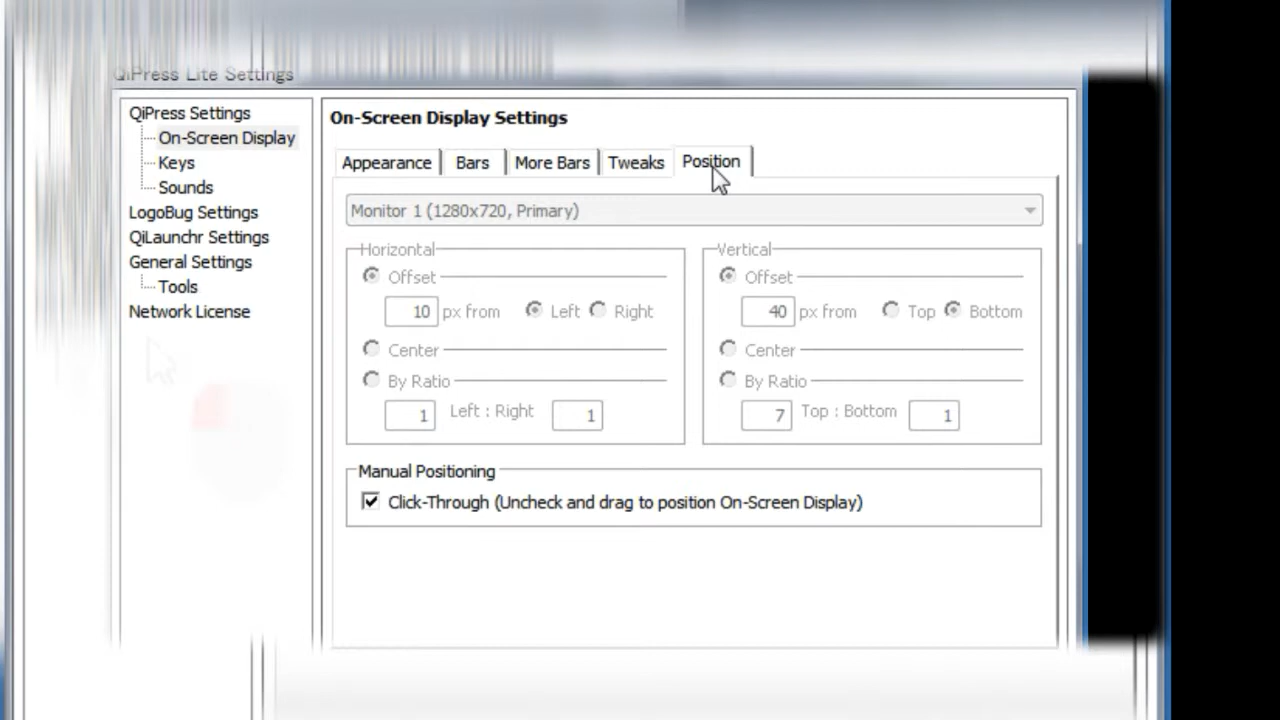 QiPress Lite Settings
QiPress Settings
On-Screen Display
Keys
Sounds
LogoBug Settings
QiLaunchr Settings
General Settings
Tools
Network License
On-Screen Display Settings
Appearance Bars More Bars Tweaks Position
Monitor 1 (1280x720, Primary)
Horizontal
Offset
10 px from Left Right
Center
By Ratio
1 Left : Right 1
Vertical
Offset
40 px from Top Bottom
Center
By Ratio
7 Top : Bottom 1
Manual Positioning
Click-Through (Uncheck and drag to position On-Screen Display)